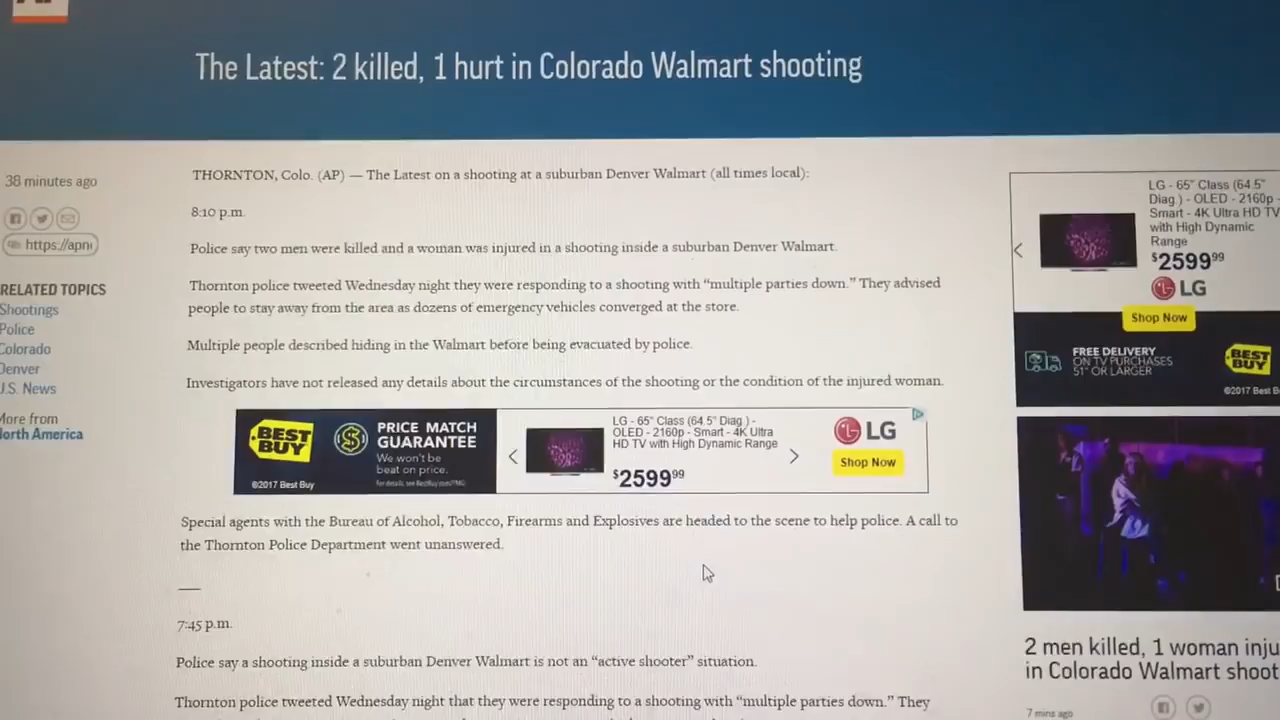 The Latest: 2 killed, 1 hurt in Colorado Walmart shooting
38 minutes ago
https://apn
RELATED TOPICS
Shootings
Police
Colorado
Denver
U.S. News
More from
North America
THORNTON, Colo. (AP) — The Latest on a shooting at a suburban Denver Walmart (all times local):
8:10 p.m.
Police say two men were killed and a woman was injured in a shooting inside a suburban Denver Walmart.
Thornton police tweeted Wednesday night they were responding to a shooting with “multiple parties down.” They advised
people to stay away from the area as dozens of emergency vehicles converged at the store.
Multiple people described hiding in the Walmart before being evacuated by police.
Investigators have not released any details about the circumstances of the shooting or the condition of the injured woman.
BEST
BUY
©2017 Best Buy
PRICE MATCH
GUARANTEE
We won't be
beat on price.
LG - 65" Class (64.5" Diag.) -
OLED - 2160p - Smart - 4K Ultra
HD TV with High Dynamic Range
$2599 99
LG
Shop Now
Special agents with the Bureau of Alcohol, Tobacco, Firearms and Explosives are headed to the scene to help police. A call to
the Thornton Police Department went unanswered.
—
7:45 p.m.
Police say a shooting inside a suburban Denver Walmart is not an “active shooter” situation.
Thornton police tweeted Wednesday night that they were responding to a shooting with “multiple parties down.” They
LG - 65" Class (64.5"
Diag.) - OLED - 2160p -
Smart - 4K Ultra HD TV
with High Dynamic
Range
$2599 99
LG
Shop Now
FREE DELIVERY
ON TV PURCHASES
51" OR LARGER
BEST
BUY
©2017 Best B
2 men killed, 1 woman inju
in Colorado Walmart shoot
7 mins ago